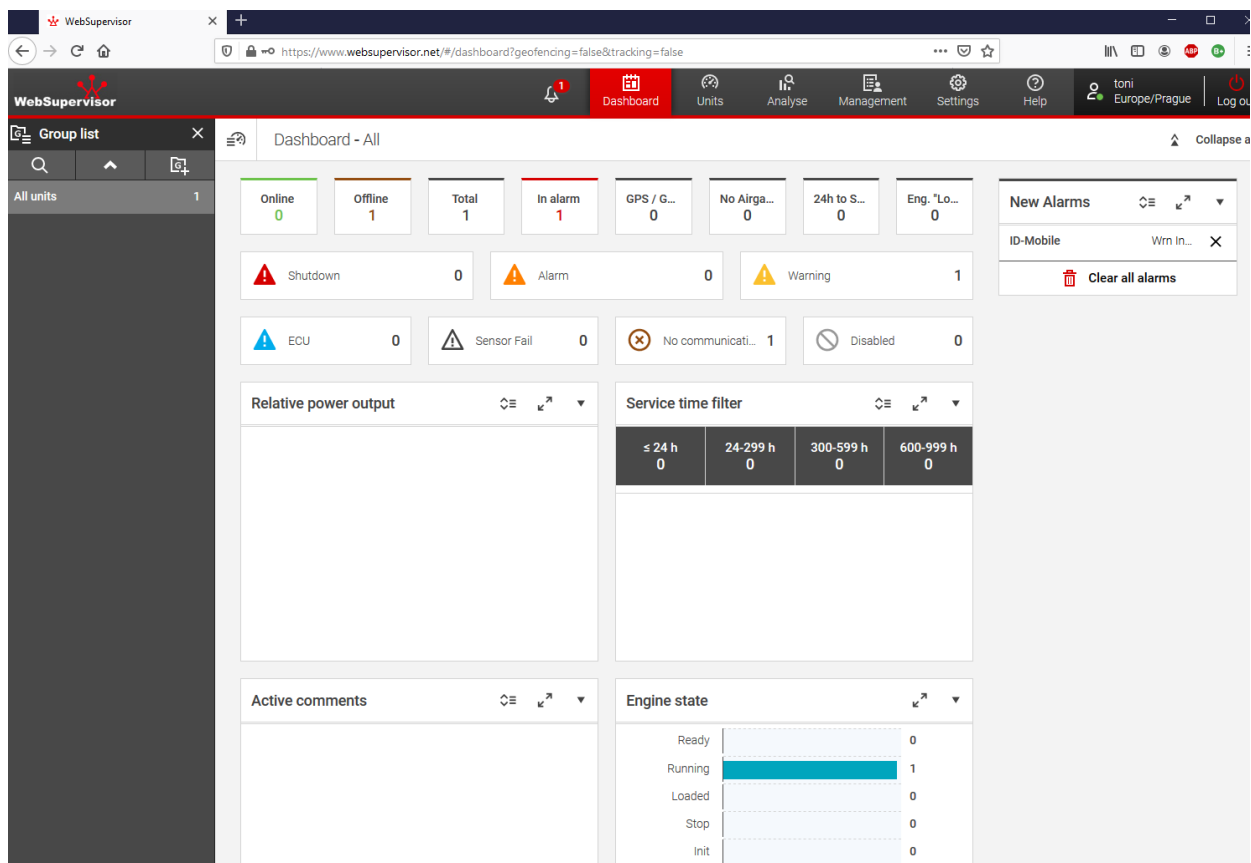 WebSupervisor
https://www.websupervisor.net/#/dashboard?geofencing=false&tracking=false
ABP
B+
WebSupervisor
1
Dashboard
Units
Analyse
Management
Settings
Help
toni
Europe/Prague
Log ou
Group list
Dashboard - All
Collapse a
All units 1
Online
0
Offline
1
Total
1
In alarm
1
GPS / G...
0
No Airga...
0
24h to S...
0
Eng. "Lo...
0
New Alarms
ID-Mobile Wrn In...
Clear all alarms
Shutdown 0
Alarm 0
Warning 1
ECU 0
Sensor Fail 0
No communicati... 1
Disabled 0
Relative power output
Service time filter
≤ 24 h
0
24-299 h
0
300-599 h
0
600-999 h
0
Active comments
Engine state
Ready 0
Running 1
Loaded 0
Stop 0
Init 0